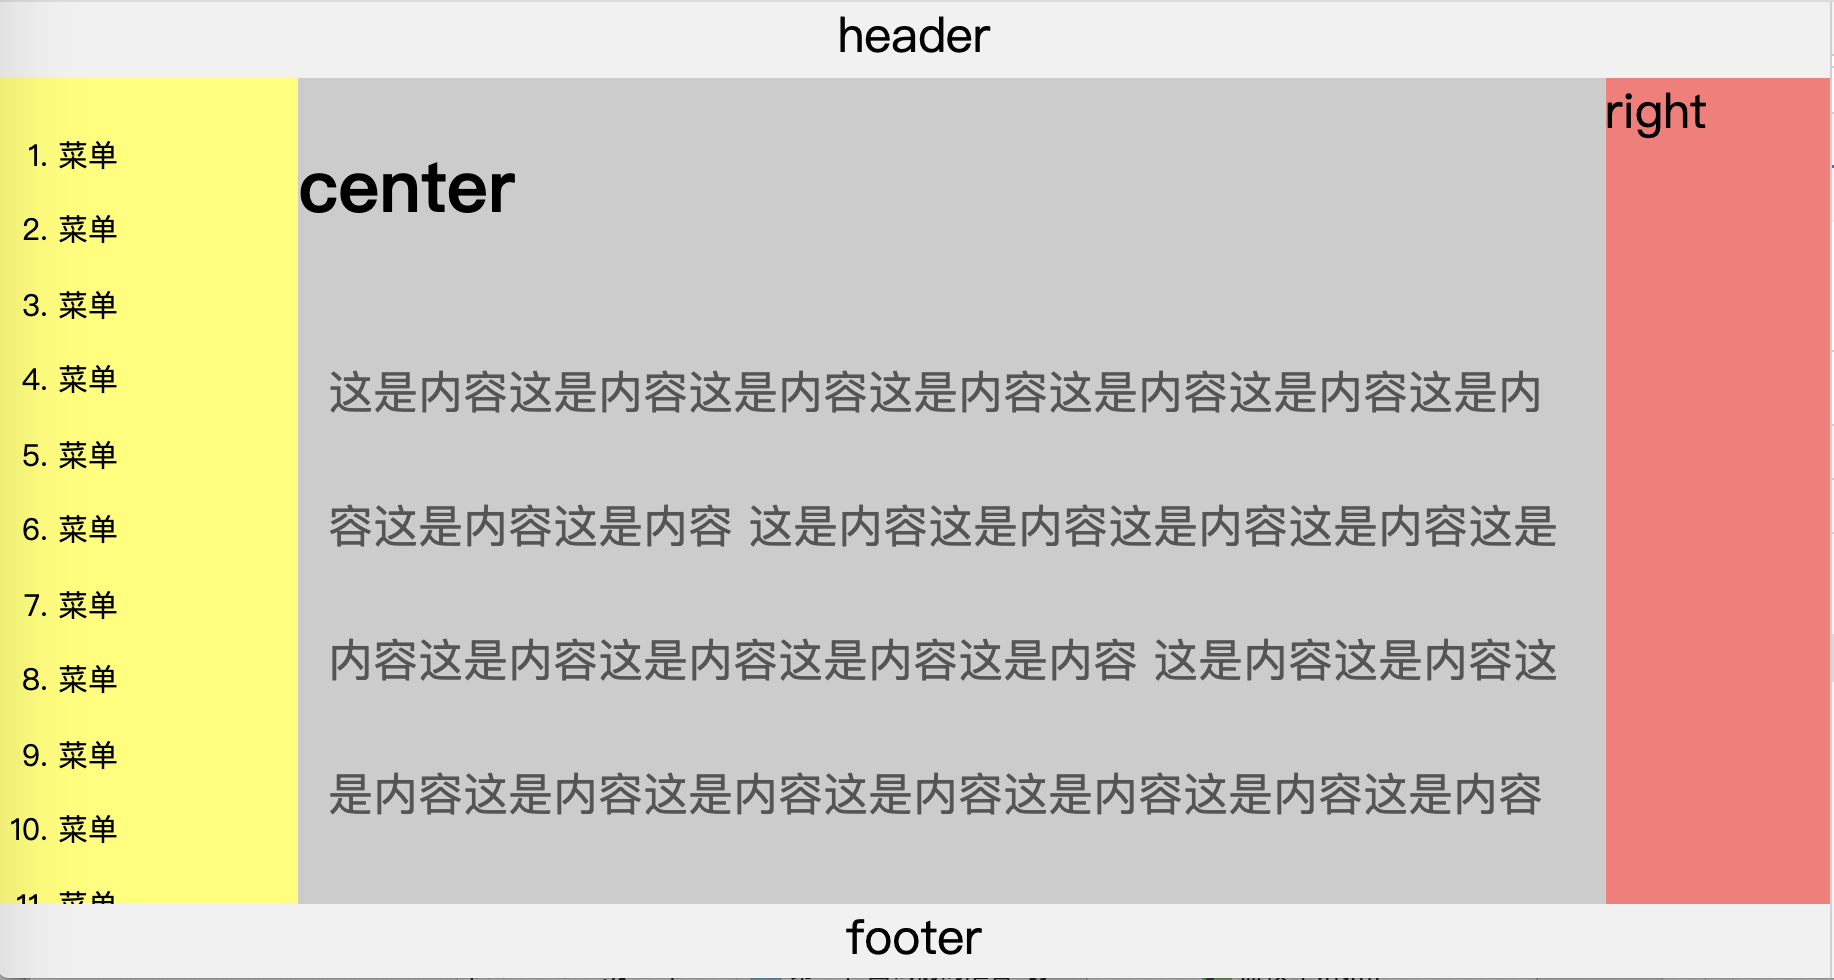 header
1. 菜单
2. 菜单
3. 菜单
4. 菜单
5. 菜单
6. 菜单
7. 菜单
8. 菜单
9. 菜单
10. 菜单
11. 菜单
center
这是内容这是内容这是内容这是内容这是内容这是内容这是内
容这是内容这是内容 这是内容这是内容这是内容这是内容这是
内容这是内容这是内容这是内容这是内容 这是内容这是内容这
是内容这是内容这是内容这是内容这是内容这是内容这是内容
right
footer